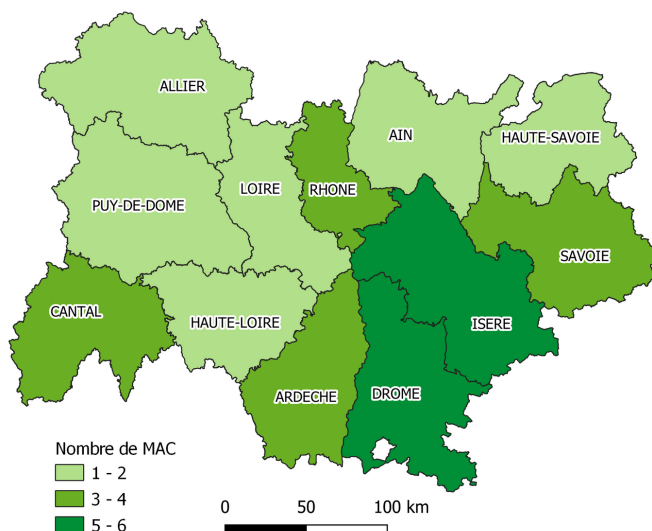 ALLIER
AIN
HAUTE-SAVOIE
LOIRE
RHONE
PUY-DE-DOME
SAVOIE
CANTAL
HAUTE-LOIRE
ISERE
ARDECHE
DROME
Nombre de MAC
1 - 2
3 - 4
5 - 6
0 50 100 km